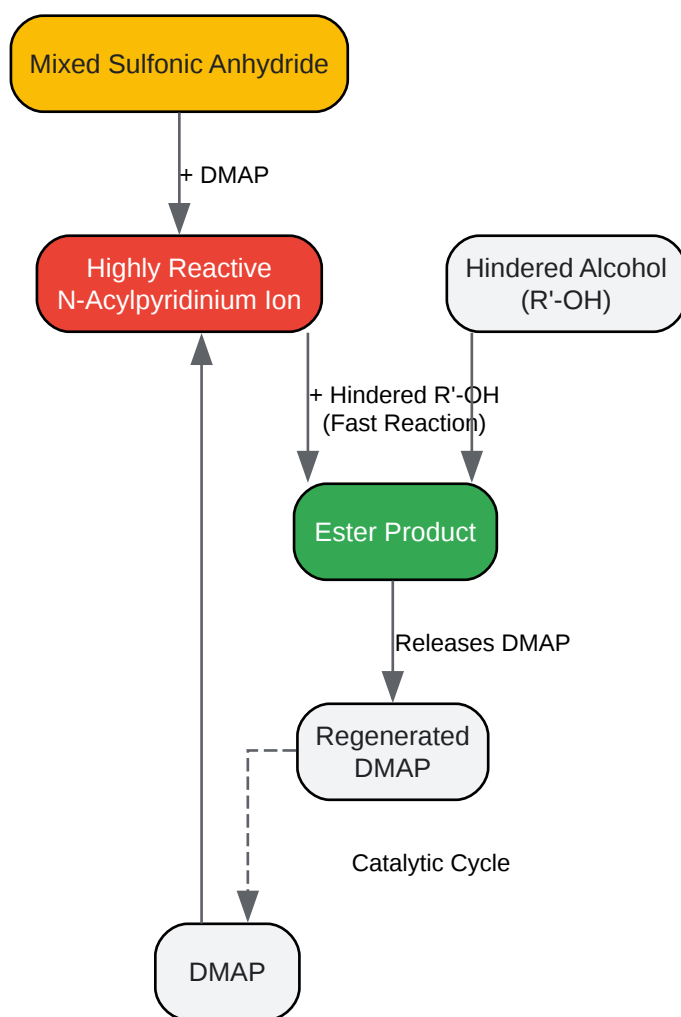 Mixed Sulfonic Anhydride
+ DMAP
Highly Reactive
N-Acylpyridinium Ion
Hindered Alcohol
(R'-OH)
+ Hindered R'-OH
(Fast Reaction)
Ester Product
Releases DMAP
Regenerated
DMAP
Catalytic Cycle
DMAP